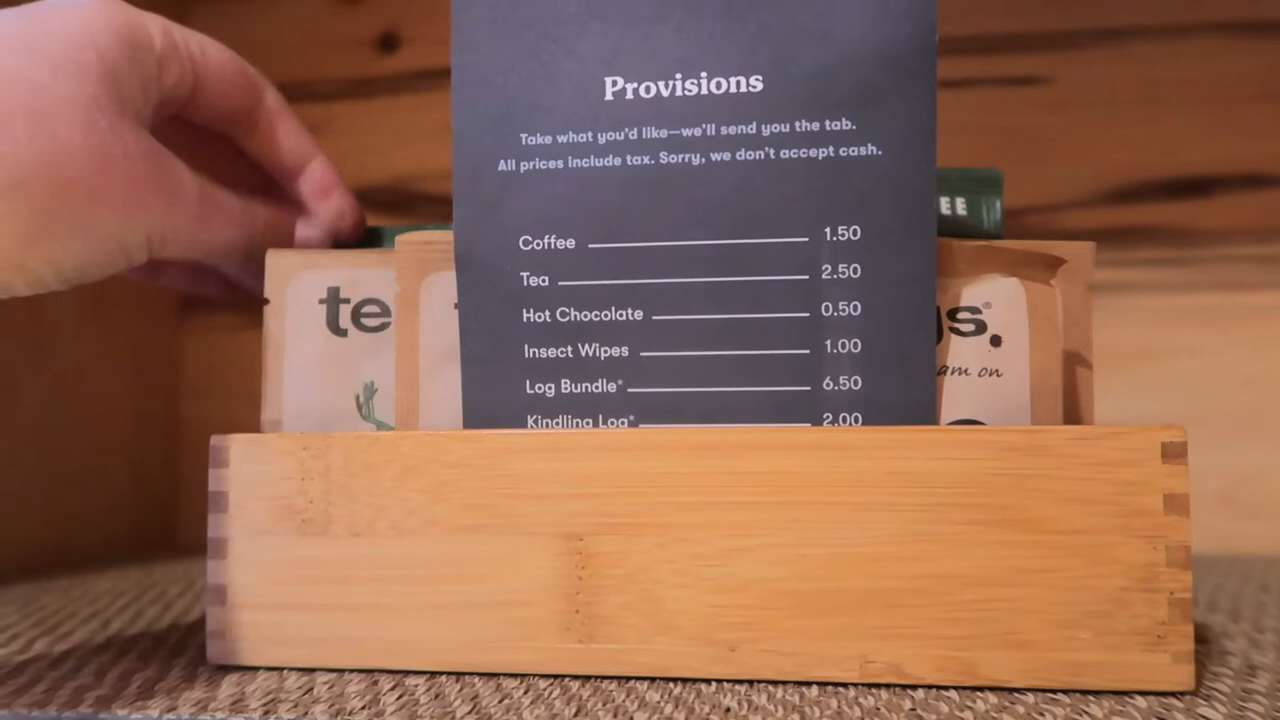 Provisions
Take what you'd like—we'll send you the tab.
All prices include tax. Sorry, we don't accept cash.
Coffee 1.50
Tea 2.50
Hot Chocolate 0.50
Insect Wipes 1.00
Log Bundle* 6.50
Kindling Log* 2.00
te
EE
gs.
am on